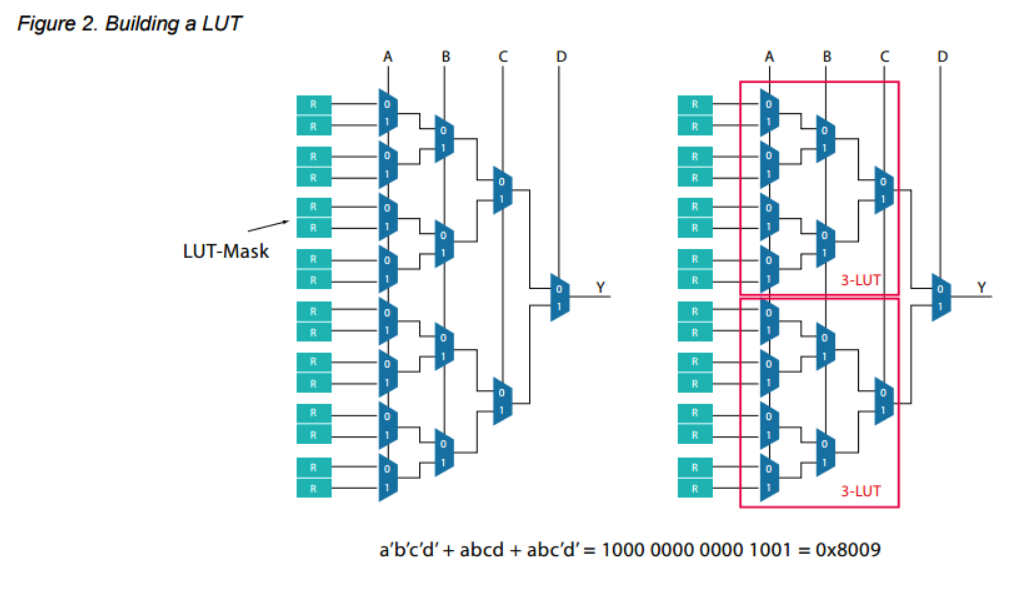 Figure 2. Building a LUT
A B C D A B C D
R 0 R 0
R 1 0 R 1 0
R 0 1 R 0 1
R 1 0 R 1 0
R 0 1 R 0 1
R 1 0 R 1 0
LUT-Mask
R 0 1 R 0 1 3-LUT
R 1 R 1
0 Y 0 Y
1 1
R 0 R 0
R 1 0 R 1 0
R 0 1 R 0 1
R 1 0 R 1 0
R 0 1 R 0 1
R 1 0 R 1 0
R 0 1 R 0 1
R 1 R 1 3-LUT
a'b'c'd' + abcd + abc'd' = 1000 0000 0000 1001 = 0x8009